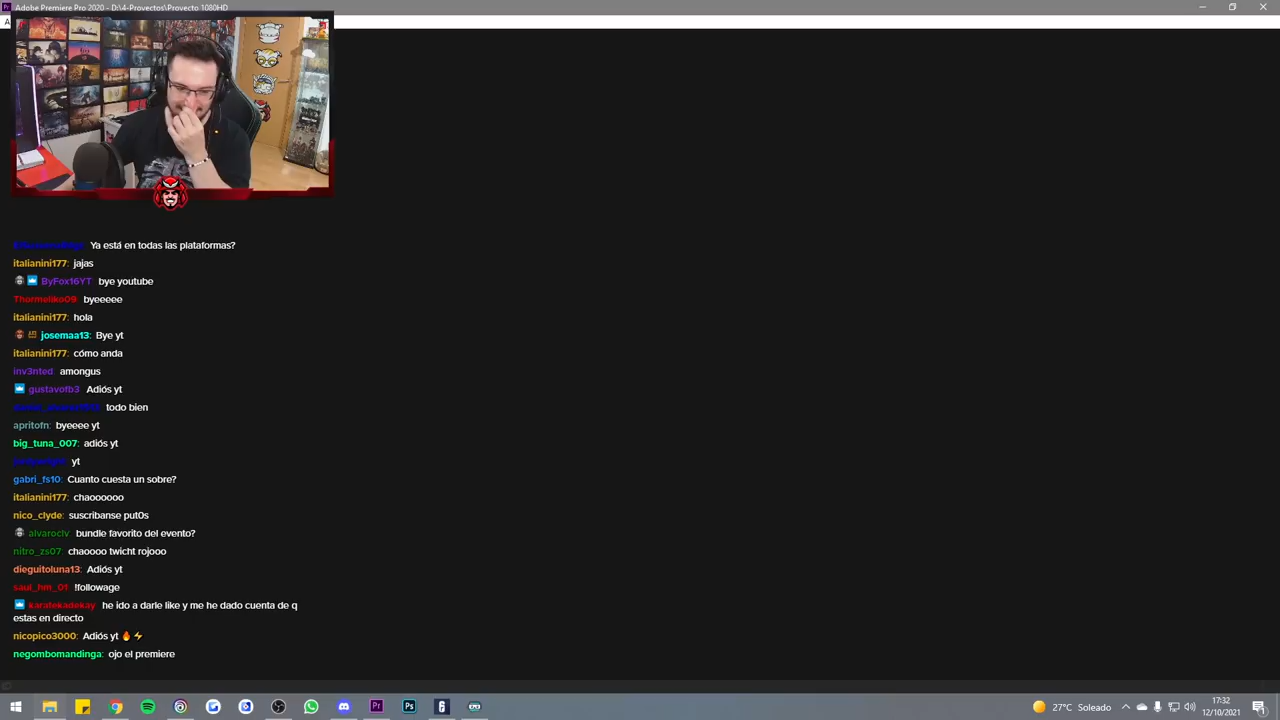 Adobe Premiere Pro 2020 - D:\4-Proyectos\Proyecto 1080HD
A
Ya está en todas las plataformas?
italianini177: jajas
ByFox16YT bye youtube
Thormeliko09 byeeeee
italianini177: hola
josemaa13: Bye yt
italianini177: cómo anda
inv3nted amongus
gustavofb3 Adiós yt
todo bien
apritofn: byeeee yt
big_tuna_007: adiós yt
yt
gabri_fs10: Cuanto cuesta un sobre?
italianini177: chaoooooo
nico_clyde: suscribanse put0s
alvaroclv bundle favorito del evento?
nitro_zs07: chaoooo twicht rojooo
dieguitoluna13: Adiós yt
saul_hm_01 !followage
karatekadekay he ido a darle like y me he dado cuenta de q
estas en directo
nicopico3000: Adiós yt 🔥⚡
negombomandinga: ojo el premiere
27°C Soleado
17:32
12/10/2021